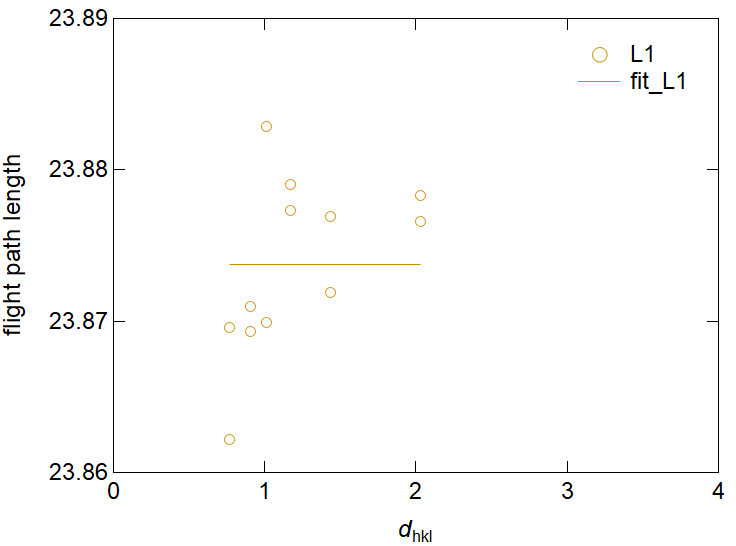 23.89
L1
fit_L1
23.88
flight path length
23.87
23.86
0 1 2 3 4
dhkl